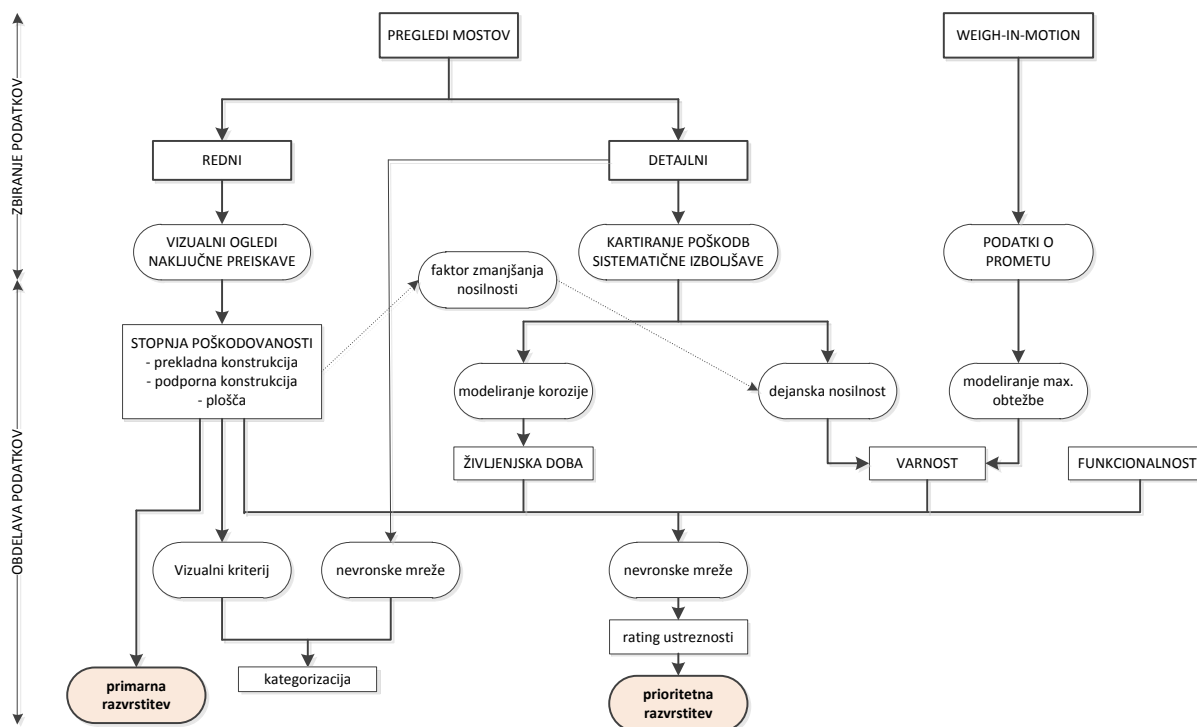 PREGLEDI MOSTOV
WEIGH-IN-MOTION
ZBIRANJE PODATKOV
REDNI
DETAJLNI
VIZUALNI OGLEDI
NAKLJUČNE PREISKAVE
KARTIRANJE POŠKODB
SISTEMATIČNE IZBOLJŠAVE
PODATKI O
PROMETU
faktor zmanjšanja
nosilnosti
STOPNJA POŠKODOVANOSTI
- prekladna konstrukcija
- podporna konstrukcija
- plošča
modeliranje korozije
dejanska nosilnost
modeliranje max.
obtežbe
OBDELAVA PODATKOV
ŽIVLJENJSKA DOBA
VARNOST
FUNKCIONALNOST
Vizualni kriterij
nevronske mreže
nevronske mreže
rating ustreznosti
kategorizacija
primarna
razvrstitev
prioritetna
razvrstitev